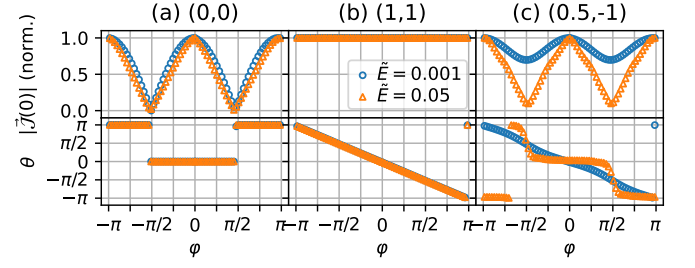 (a) (0,0)
(b) (1,1)
(c) (0.5,-1)
|𝒥⃗(0)| (norm.)
1.0
0.5
0.0
Ẽ = 0.001
Ẽ = 0.05
θ
π
π/2
0
−π/2
−π
−π −π/2 0 π/2 π
−π −π/2 0 π/2 π
−π −π/2 0 π/2 π
φ
φ
φ